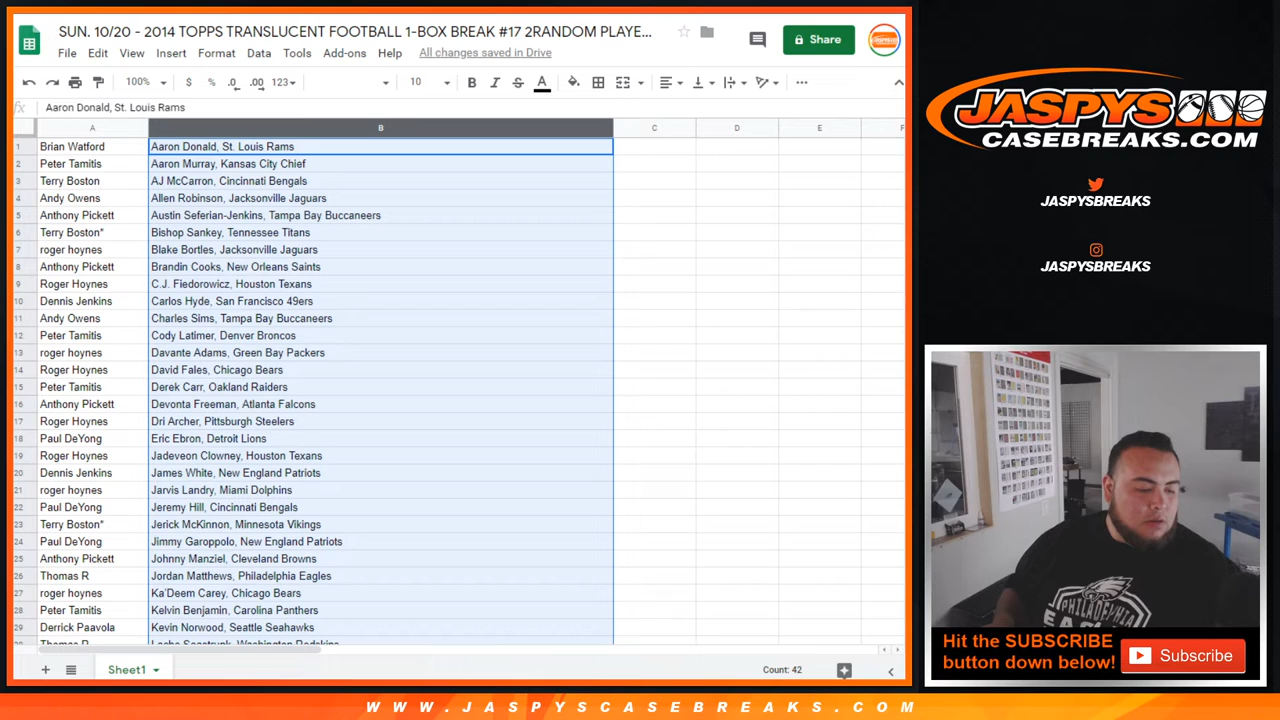 SUN. 10/20 - 2014 TOPPS TRANSLUCENT FOOTBALL 1-BOX BREAK #17 2RANDOM PLAYE...
File Edit View Insert Format Data Tools Add-ons Help All changes saved in Drive
Share
100% $ % .0 .00 123 10 B I S A
fx Aaron Donald, St. Louis Rams
A B C D E F
1 Brian Watford Aaron Donald, St. Louis Rams
2 Peter Tamitis Aaron Murray, Kansas City Chief
3 Terry Boston AJ McCarron, Cincinnati Bengals
4 Andy Owens Allen Robinson, Jacksonville Jaguars
5 Anthony Pickett Austin Seferian-Jenkins, Tampa Bay Buccaneers
6 Terry Boston* Bishop Sankey, Tennessee Titans
7 roger hoynes Blake Bortles, Jacksonville Jaguars
8 Anthony Pickett Brandin Cooks, New Orleans Saints
9 Roger Hoynes C.J. Fiedorowicz, Houston Texans
10 Dennis Jenkins Carlos Hyde, San Francisco 49ers
11 Andy Owens Charles Sims, Tampa Bay Buccaneers
12 Peter Tamitis Cody Latimer, Denver Broncos
13 roger hoynes Davante Adams, Green Bay Packers
14 Roger Hoynes David Fales, Chicago Bears
15 Peter Tamitis Derek Carr, Oakland Raiders
16 Anthony Pickett Devonta Freeman, Atlanta Falcons
17 Roger Hoynes Dri Archer, Pittsburgh Steelers
18 Paul DeYong Eric Ebron, Detroit Lions
19 Roger Hoynes Jadeveon Clowney, Houston Texans
20 Dennis Jenkins James White, New England Patriots
21 roger hoynes Jarvis Landry, Miami Dolphins
22 Paul DeYong Jeremy Hill, Cincinnati Bengals
23 Terry Boston* Jerick McKinnon, Minnesota Vikings
24 Paul DeYong Jimmy Garoppolo, New England Patriots
25 Anthony Pickett Johnny Manziel, Cleveland Browns
26 Thomas R Jordan Matthews, Philadelphia Eagles
27 roger hoynes Ka'Deem Carey, Chicago Bears
28 Peter Tamitis Kelvin Benjamin, Carolina Panthers
29 Derrick Paavola Kevin Norwood, Seattle Seahawks
Thomas R
Sheet1
Count: 42
JASPYS
CASEBREAKS.COM
JASPYSBREAKS
JASPYSBREAKS
PHILADELPHIA
Hit the SUBSCRIBE
button down below!
Subscribe
WWW.JASPYSCASEBREAKS.COM